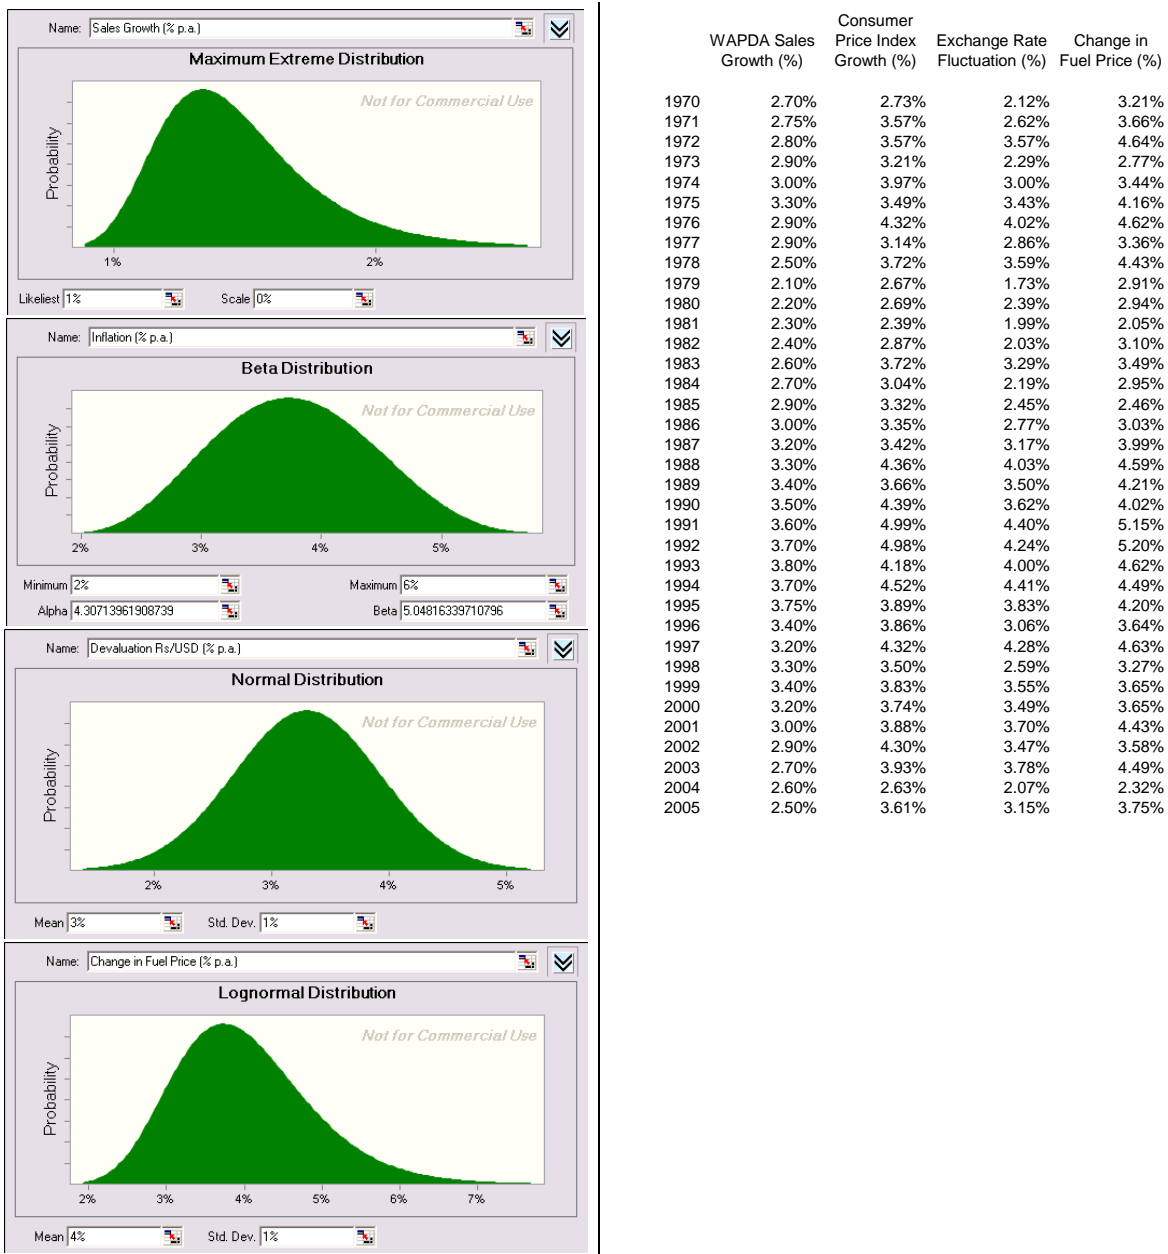 Name: Sales Growth (% p.a.)
Maximum Extreme Distribution
Not for Commercial Use
Probability
1% 2%
Likeliest 1% Scale 0%
Name: Inflation (% p.a.)
Beta Distribution
Not for Commercial Use
Probability
2% 3% 4% 5%
Minimum 2% Maximum 6%
Alpha 4.30713961908739 Beta 5.04816339710796
Name: Devaluation Rs/USD (% p.a.)
Normal Distribution
Not for Commercial Use
Probability
2% 3% 4% 5%
Mean 3% Std. Dev. 1%
Name: Change in Fuel Price (% p.a.)
Lognormal Distribution
Not for Commercial Use
Probability
2% 3% 4% 5% 6% 7%
Mean 4% Std. Dev. 1%
Consumer
WAPDA Sales Price Index Exchange Rate Change in
Growth (%) Growth (%) Fluctuation (%) Fuel Price (%)
1970 2.70% 2.73% 2.12% 3.21%
1971 2.75% 3.57% 2.62% 3.66%
1972 2.80% 3.57% 3.57% 4.64%
1973 2.90% 3.21% 2.29% 2.77%
1974 3.00% 3.97% 3.00% 3.44%
1975 3.30% 3.49% 3.43% 4.16%
1976 2.90% 4.32% 4.02% 4.62%
1977 2.90% 3.14% 2.86% 3.36%
1978 2.50% 3.72% 3.59% 4.43%
1979 2.10% 2.67% 1.73% 2.91%
1980 2.20% 2.69% 2.39% 2.94%
1981 2.30% 2.39% 1.99% 2.05%
1982 2.40% 2.87% 2.03% 3.10%
1983 2.60% 3.72% 3.29% 3.49%
1984 2.70% 3.04% 2.19% 2.95%
1985 2.90% 3.32% 2.45% 2.46%
1986 3.00% 3.35% 2.77% 3.03%
1987 3.20% 3.42% 3.17% 3.99%
1988 3.30% 4.36% 4.03% 4.59%
1989 3.40% 3.66% 3.50% 4.21%
1990 3.50% 4.39% 3.62% 4.02%
1991 3.60% 4.99% 4.40% 5.15%
1992 3.70% 4.98% 4.24% 5.20%
1993 3.80% 4.18% 4.00% 4.62%
1994 3.70% 4.52% 4.41% 4.49%
1995 3.75% 3.89% 3.83% 4.20%
1996 3.40% 3.86% 3.06% 3.64%
1997 3.20% 4.32% 4.28% 4.63%
1998 3.30% 3.50% 2.59% 3.27%
1999 3.40% 3.83% 3.55% 3.65%
2000 3.20% 3.74% 3.49% 3.65%
2001 3.00% 3.88% 3.70% 4.43%
2002 2.90% 4.30% 3.47% 3.58%
2003 2.70% 3.93% 3.78% 4.49%
2004 2.60% 2.63% 2.07% 2.32%
2005 2.50% 3.61% 3.15% 3.75%